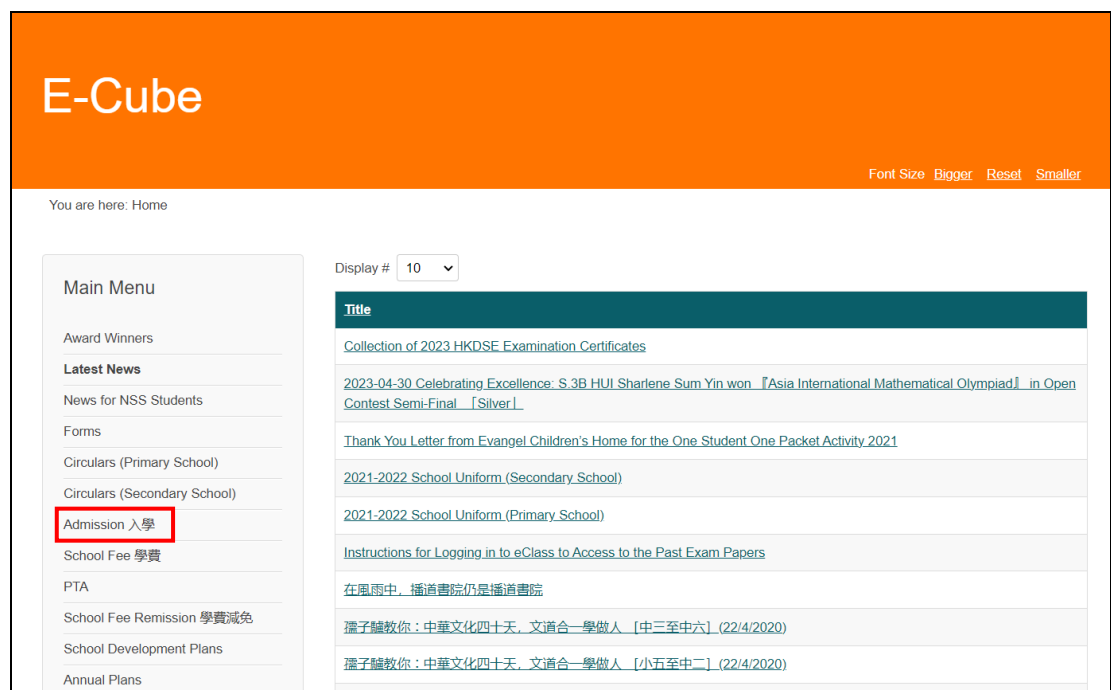 E-Cube
Font Size Bigger Reset Smaller
You are here: Home
Display # 10
Main Menu
Award Winners
Latest News
News for NSS Students
Forms
Circulars (Primary School)
Circulars (Secondary School)
Admission 入學
School Fee 學費
PTA
School Fee Remission 學費減免
School Development Plans
Annual Plans
Title
Collection of 2023 HKDSE Examination Certificates
2023-04-30 Celebrating Excellence: S.3B HUI Sharlene Sum Yin won 『Asia International Mathematical Olympiad』 in Open
Contest Semi-Final 「Silver」
Thank You Letter from Evangel Children's Home for the One Student One Packet Activity 2021
2021-2022 School Uniform (Secondary School)
2021-2022 School Uniform (Primary School)
Instructions for Logging in to eClass to Access to the Past Exam Papers
在風雨中，播道書院仍是播道書院
孺子驢教你：中華文化四十天，文道合一學做人 [中三至中六] (22/4/2020)
孺子驢教你：中華文化四十天，文道合一學做人 [小五至中二] (22/4/2020)